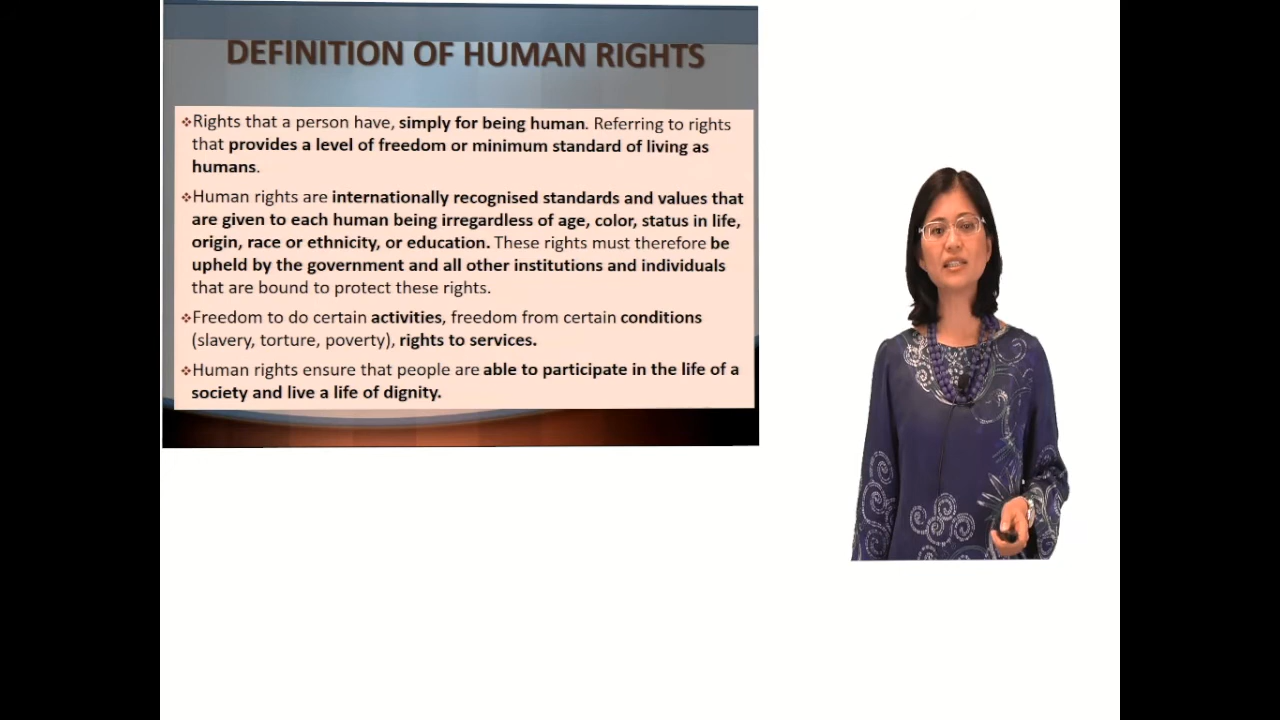 DEFINITION OF HUMAN RIGHTS
❖Rights that a person have, simply for being human. Referring to rights
that provides a level of freedom or minimum standard of living as
humans.
❖Human rights are internationally recognised standards and values that
are given to each human being irregardless of age, color, status in life,
origin, race or ethnicity, or education. These rights must therefore be
upheld by the government and all other institutions and individuals
that are bound to protect these rights.
❖Freedom to do certain activities, freedom from certain conditions
(slavery, torture, poverty), rights to services.
❖Human rights ensure that people are able to participate in the life of a
society and live a life of dignity.